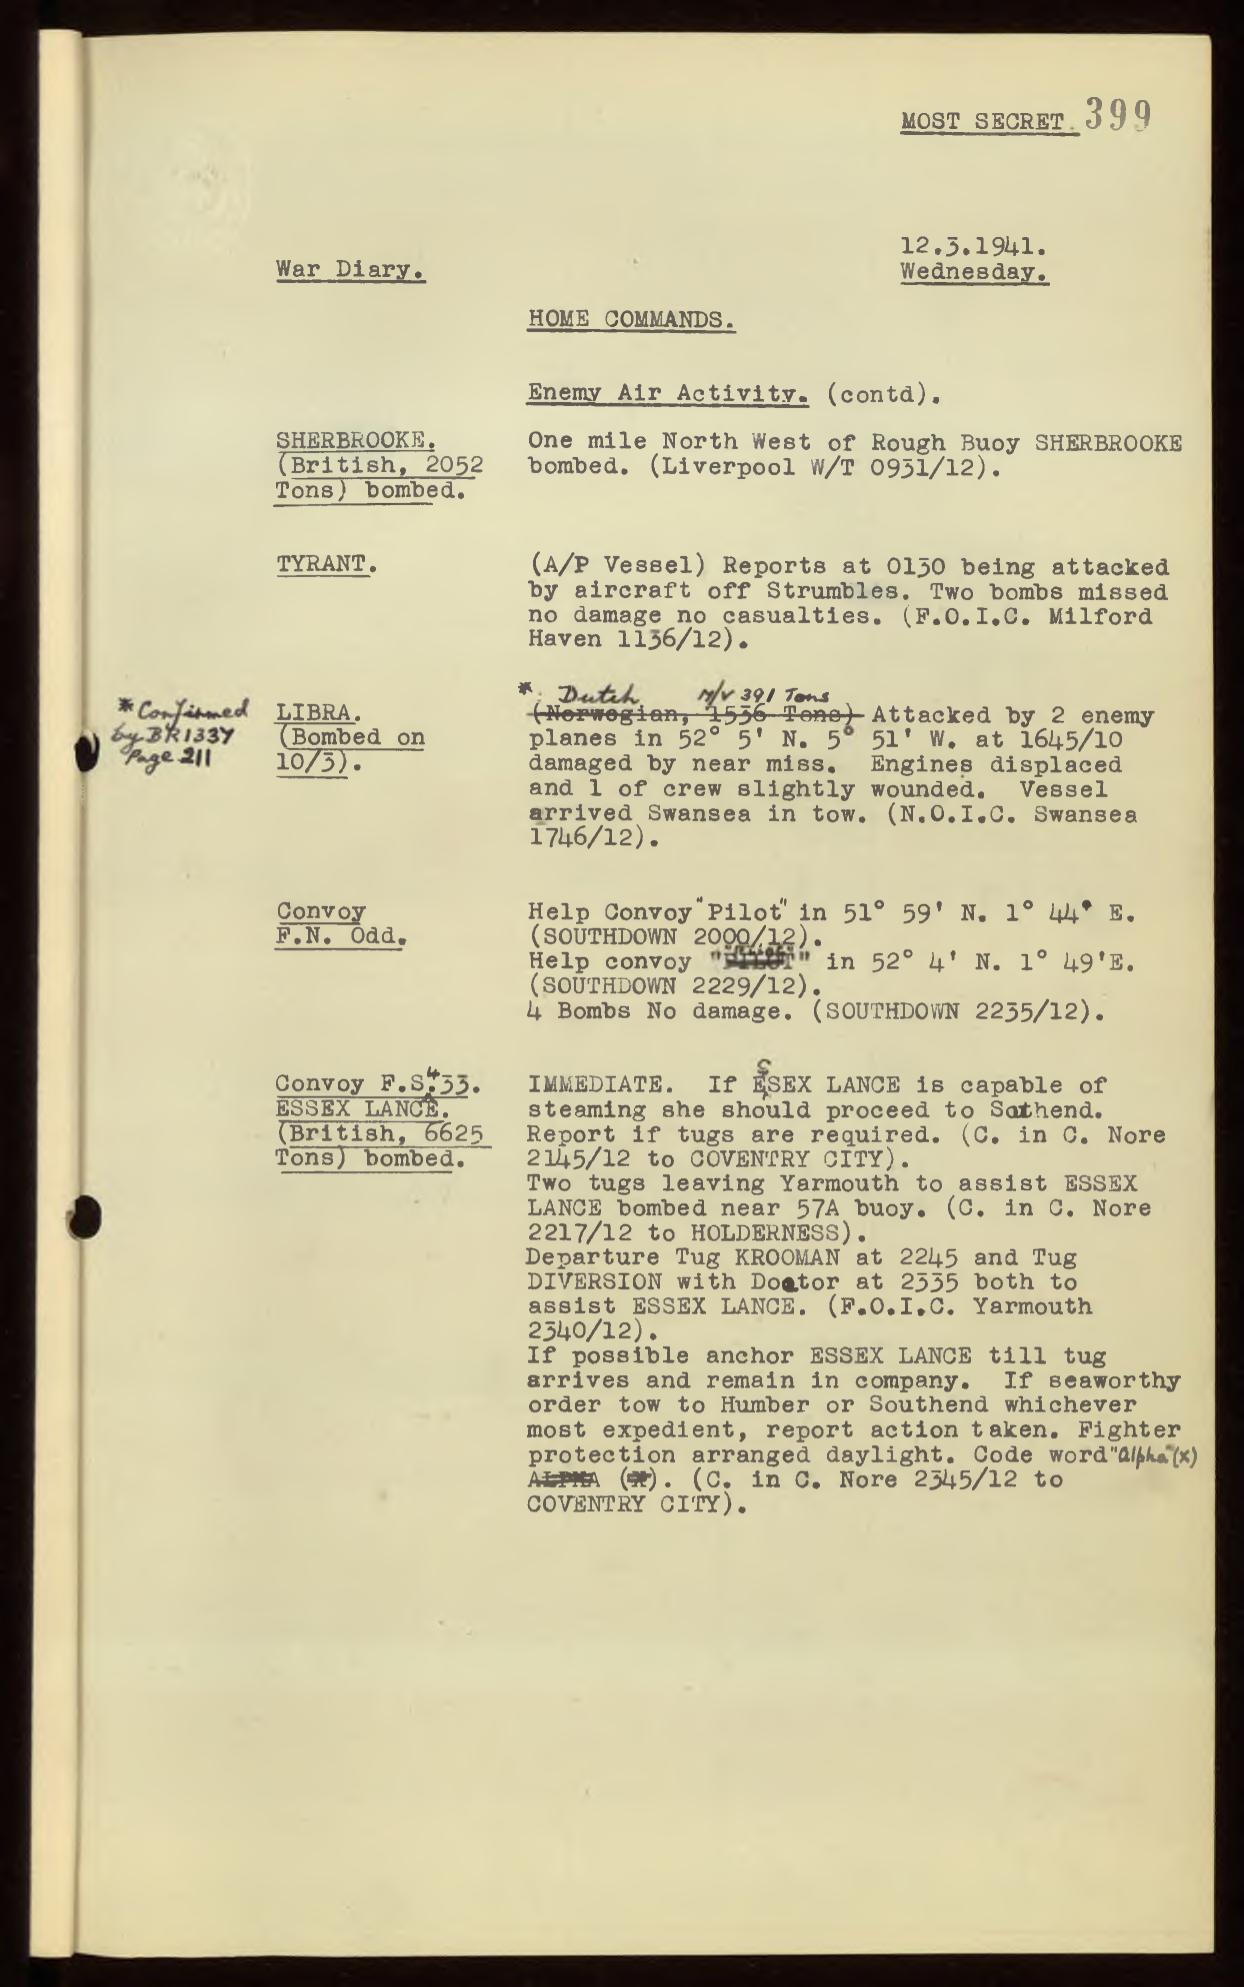 MOST SECRET. 399
12.3.1941.
War Diary.
Wednesday.
HOME COMMANDS.
Enemy Air Activity. (contd).
SHERBROOKE.
(British, 2052
Tons) bombed.
One mile North West of Rough Buoy SHERBROOKE
bombed. (Liverpool W/T 0931/12).
TYRANT.
(A/P Vessel) Reports at 0130 being attacked
by aircraft off Strumbles. Two bombs missed
no damage no casualties. (F.O.I.C. Milford
Haven 1136/12).
* Confirmed
by BR1337
Page 211
LIBRA.
(Bombed on
10/3).
* Dutch M/V 391 Tons
(Norwegian, 1536 Tons) Attacked by 2 enemy
planes in 52° 5' N. 5° 51' W. at 1645/10
damaged by near miss. Engines displaced
and 1 of crew slightly wounded. Vessel
arrived Swansea in tow. (N.O.I.C. Swansea
1746/12).
Convoy
F.N. Odd.
Help Convoy "Pilot" in 51° 59' N. 1° 44' E.
(SOUTHDOWN 2000/12).
Help convoy in 52° 4' N. 1° 49'E.
(SOUTHDOWN 2229/12).
4 Bombs No damage. (SOUTHDOWN 2235/12).
Convoy F.S.433.
ESSEX LANCE.
(British, 6625
Tons) bombed.
IMMEDIATE. If ESSEX LANCE is capable of
steaming she should proceed to Sothend.
Report if tugs are required. (C. in C. Nore
2145/12 to COVENTRY CITY).
Two tugs leaving Yarmouth to assist ESSEX
LANCE bombed near 57A buoy. (C. in C. Nore
2217/12 to HOLDERNESS).
Departure Tug KROOMAN at 2245 and Tug
DIVERSION with Doctor at 2335 both to
assist ESSEX LANCE. (F.O.I.C. Yarmouth
2340/12).
If possible anchor ESSEX LANCE till tug
arrives and remain in company. If seaworthy
order tow to Humber or Southend whichever
most expedient, report action taken. Fighter
protection arranged daylight. Code word "Alpha" (x)
ALPHA (X). (C. in C. Nore 2345/12 to
COVENTRY CITY).